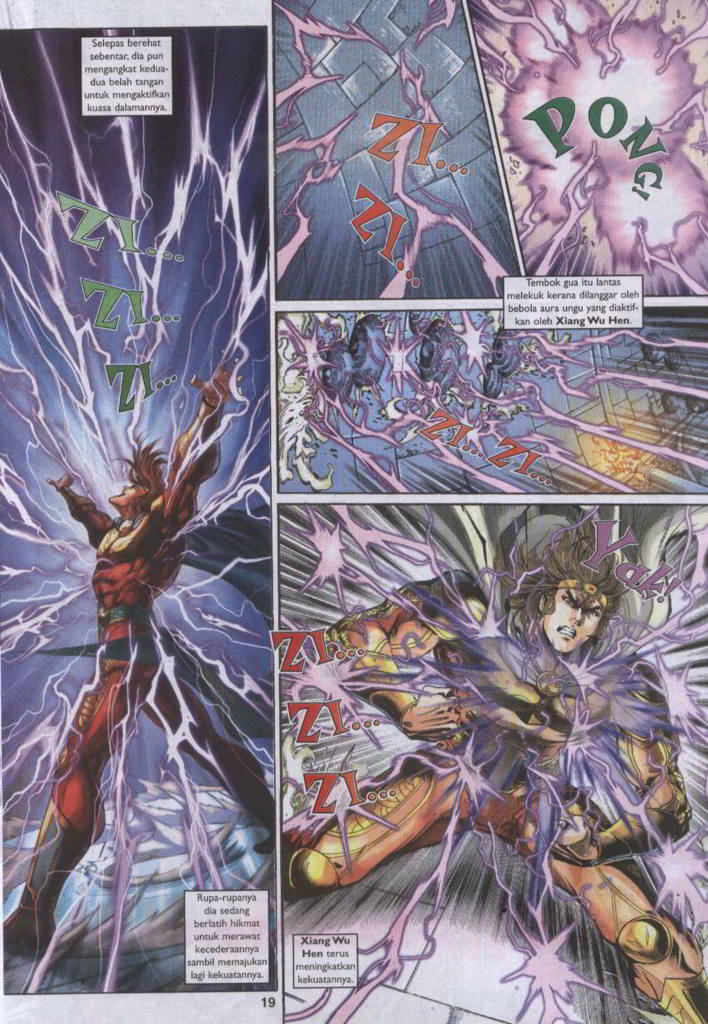 Selepas berehat
sebentar, dia pun
mengangkat kedua-
dua belah tangan
untuk mengaktifkan
kuasa dalamannya.
ZI...
ZI...
ZI...
Rupa-rupanya
dia sedang
berlatih hikmat
untuk merawat
kecederaannya
sambil memajukan
lagi kekuatannya.
ZI...
ZI...
PONG,
Tembok gua itu lantas
melekuk kerana dilanggar oleh
bebola aura ungu yang diaktif-
kan oleh Xiang Wu Hen.
ZI... ZI...
Yak!
ZI...
ZI...
ZI...
Xiang Wu
Hen terus
meningkatkan
kekuatannya.
19